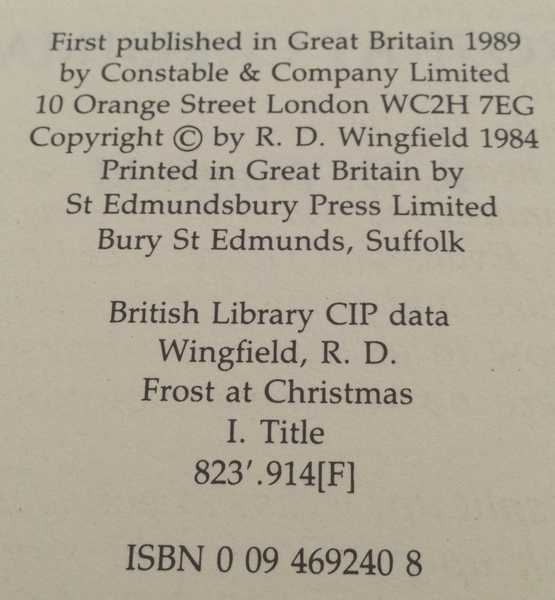 First published in Great Britain 1989
by Constable & Company Limited
10 Orange Street London WC2H 7EG
Copyright © by R. D. Wingfield 1984
Printed in Great Britain by
St Edmundsbury Press Limited
Bury St Edmunds, Suffolk
British Library CIP data
Wingfield, R. D.
Frost at Christmas
I. Title
823′.914[F]
ISBN 0 09 469240 8